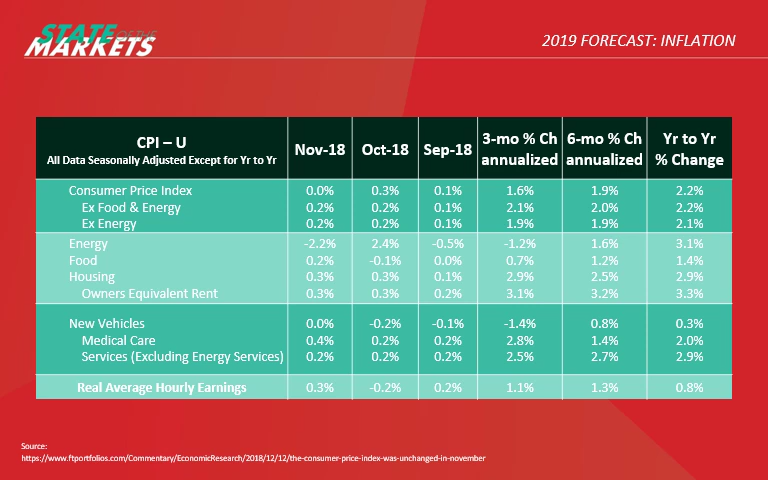 STATE OF THE
MARKETS
2019 FORECAST: INFLATION
CPI – U
All Data Seasonally Adjusted Except for Yr to Yr
Nov-18 Oct-18 Sep-18 3-mo % Ch annualized 6-mo % Ch annualized Yr to Yr % Change
Consumer Price Index 0.0% 0.3% 0.1% 1.6% 1.9% 2.2%
Ex Food & Energy 0.2% 0.2% 0.1% 2.1% 2.0% 2.2%
Ex Energy 0.2% 0.2% 0.1% 1.9% 1.9% 2.1%
Energy -2.2% 2.4% -0.5% -1.2% 1.6% 3.1%
Food 0.2% -0.1% 0.0% 0.7% 1.2% 1.4%
Housing 0.3% 0.3% 0.1% 2.9% 2.5% 2.9%
Owners Equivalent Rent 0.3% 0.3% 0.2% 3.1% 3.2% 3.3%
New Vehicles 0.0% -0.2% -0.1% -1.4% 0.8% 0.3%
Medical Care 0.4% 0.2% 0.2% 2.8% 1.4% 2.0%
Services (Excluding Energy Services) 0.2% 0.2% 0.2% 2.5% 2.7% 2.9%
Real Average Hourly Earnings 0.3% -0.2% 0.2% 1.1% 1.3% 0.8%
Source:
https://www.ftportfolios.com/Commentary/EconomicResearch/2018/12/12/the-consumer-price-index-was-unchanged-in-november